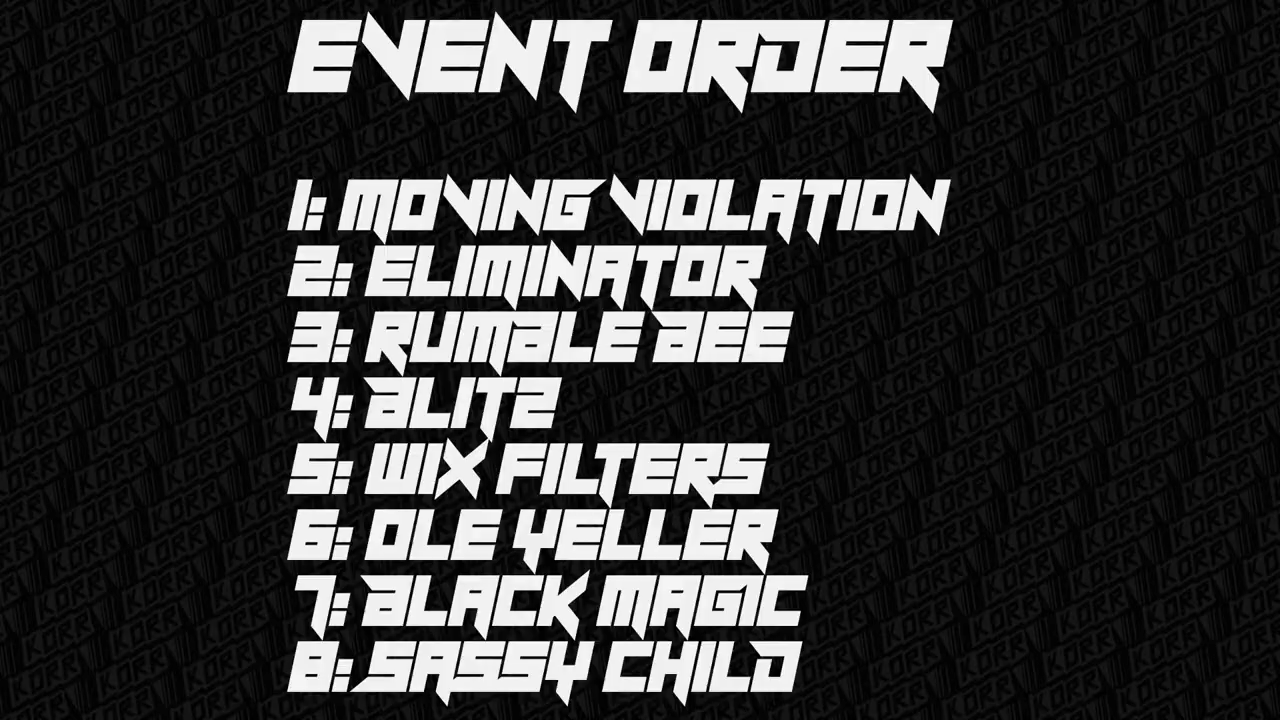 EVENT ORDER
1: MOVING VIOLATION
2: ELIMINATOR
3: RUMBLE BEE
4: BLITZ
5: WIX FILTERS
6: OLE YELLER
7: BLACK MAGIC
8: SASSY CHILD